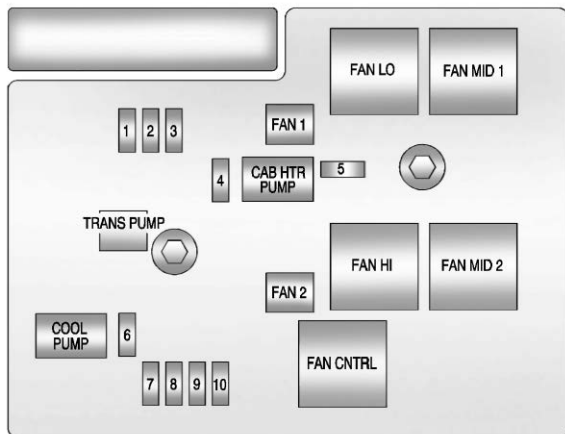 FAN LO
FAN MID 1
FAN 1
1
2
3
4
CAB HTR
PUMP
5
TRANS PUMP
FAN HI
FAN MID 2
FAN 2
COOL
PUMP
6
FAN CNTRL
7
8
9
10